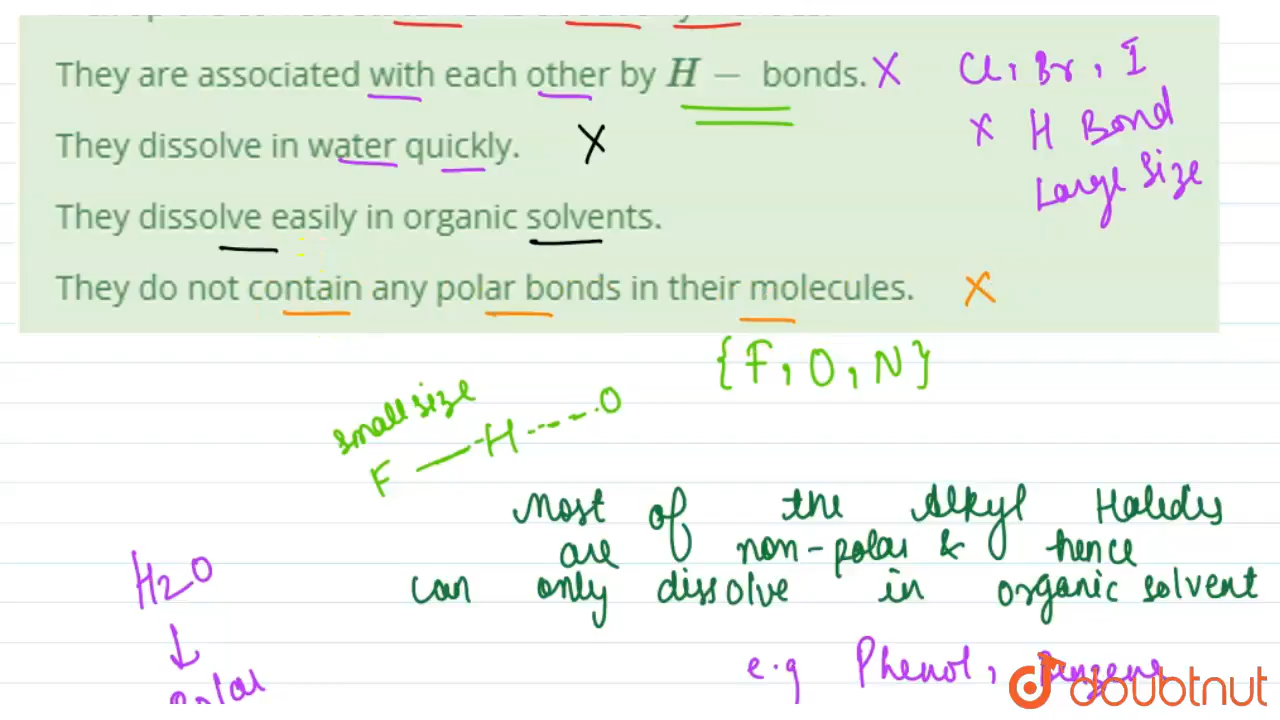 They are associated with each other by H – bonds. X Cl, Br, I
They dissolve in water quickly. X
X H Bond
Large Size
They dissolve easily in organic solvents.
They do not contain any polar bonds in their molecules. X
{F, O, N}
small size
F — H ---- O
Most of the Alkyl Halides
are non-polar & hence
can only dissolve in organic solvent
H2O
↓
Polar
e.g Phenol, Benzene
doubtnut